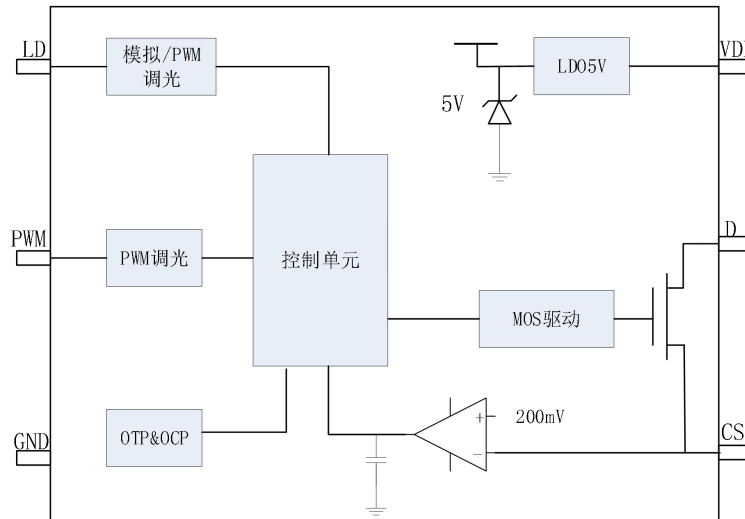 LD
模拟/PWM
调光
LDO5V
5V
PWM
PWM调光
控制单元
D
MOS驱动
GND
OTP&OCP
+
200mV
-
CS